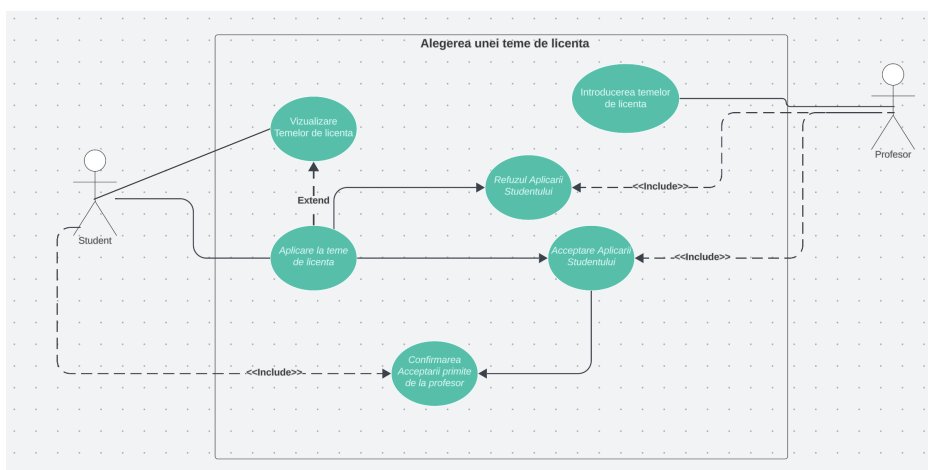 Alegerea unei teme de licenta
Introducerea temelor
de licenta
Vizualizare
Temelor de licenta
Profesor
Refuzul Aplicarii
Studentului
<<Include>>
Extend
Student
Aplicare la teme
de licenta
Acceptare Aplicarii
Studentului
<<Include>>
Confirmarea
Acceptarii primite
de la profesor
<<Include>>